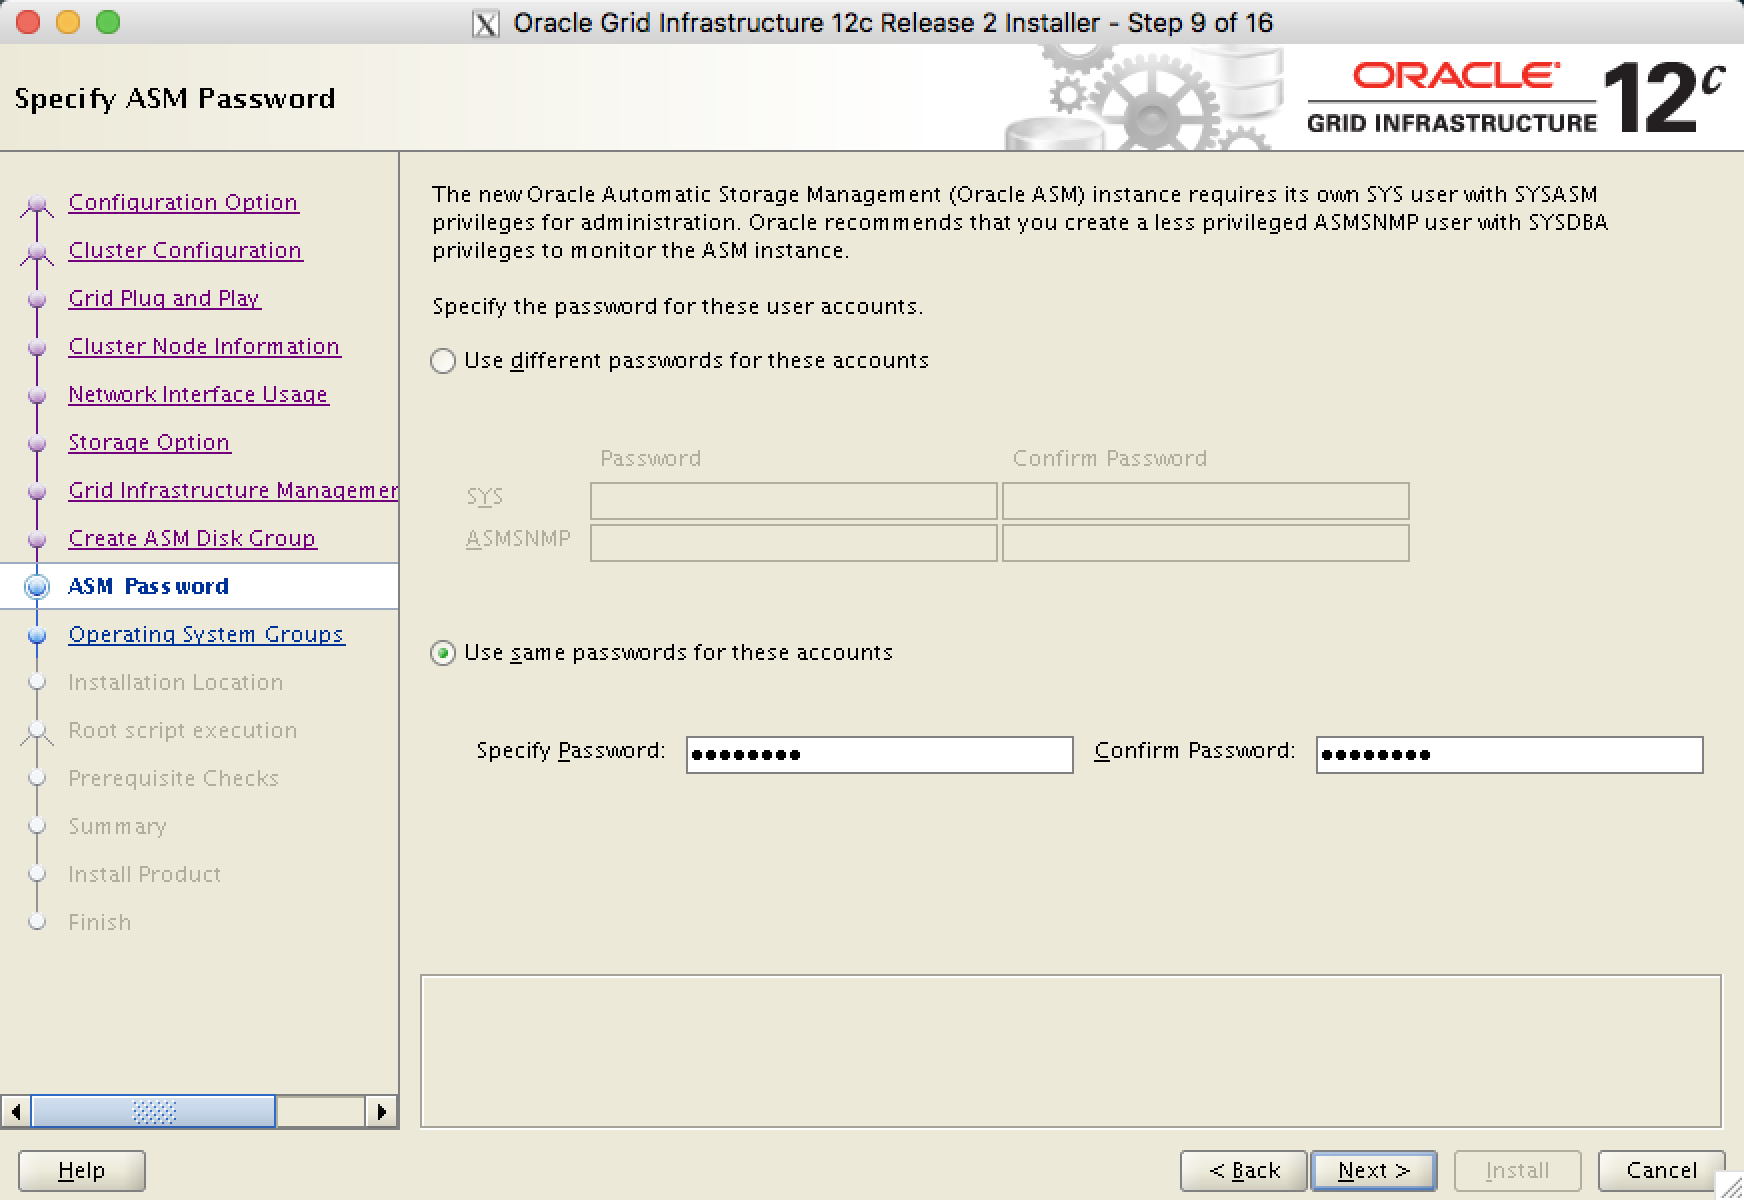 Oracle Grid Infrastructure 12c Release 2 Installer - Step 9 of 16
Specify ASM Password
ORACLE
GRID INFRASTRUCTURE
12c
Configuration Option
Cluster Configuration
Grid Plug and Play
Cluster Node Information
Network Interface Usage
Storage Option
Grid Infrastructure Managemen
Create ASM Disk Group
ASM Password
Operating System Groups
Installation Location
Root script execution
Prerequisite Checks
Summary
Install Product
Finish
The new Oracle Automatic Storage Management (Oracle ASM) instance requires its own SYS user with SYSASM
privileges for administration. Oracle recommends that you create a less privileged ASMSNMP user with SYSDBA
privileges to monitor the ASM instance.
Specify the password for these user accounts.
Use different passwords for these accounts
Password Confirm Password
SYS
ASMSNMP
Use same passwords for these accounts
Specify Password: •••••••• Confirm Password: ••••••••
Help < Back Next > Install Cancel